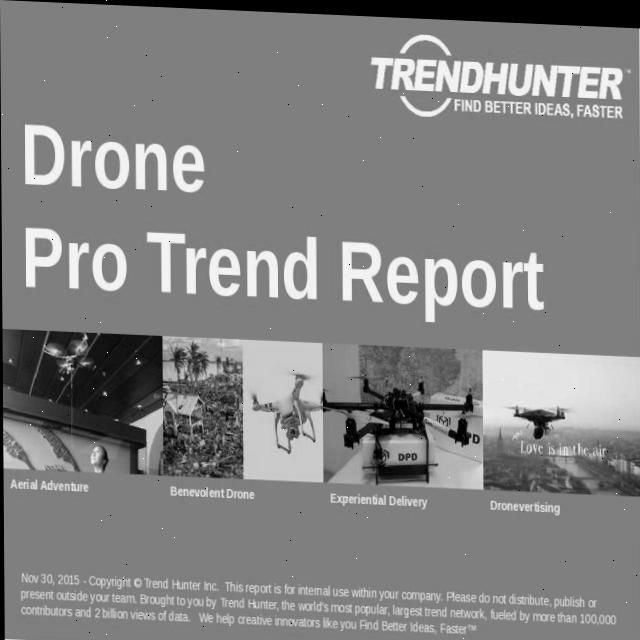 TRENDHUNTER™
FIND BETTER IDEAS, FASTER
Drone
Pro Trend Report
DPD
Love is in the air
Aerial Adventure
Benevolent Drone
Experiential Delivery
Dronevertising
Nov 30, 2015 - Copyright © Trend Hunter Inc. This report is for internal use within your company. Please do not distribute, publish or
present outside your team. Brought to you by Trend Hunter, the world's most popular, largest trend network, fueled by more than 100,000
contributors and 2 billion views of data. We help creative innovators like you Find Better Ideas, Faster™